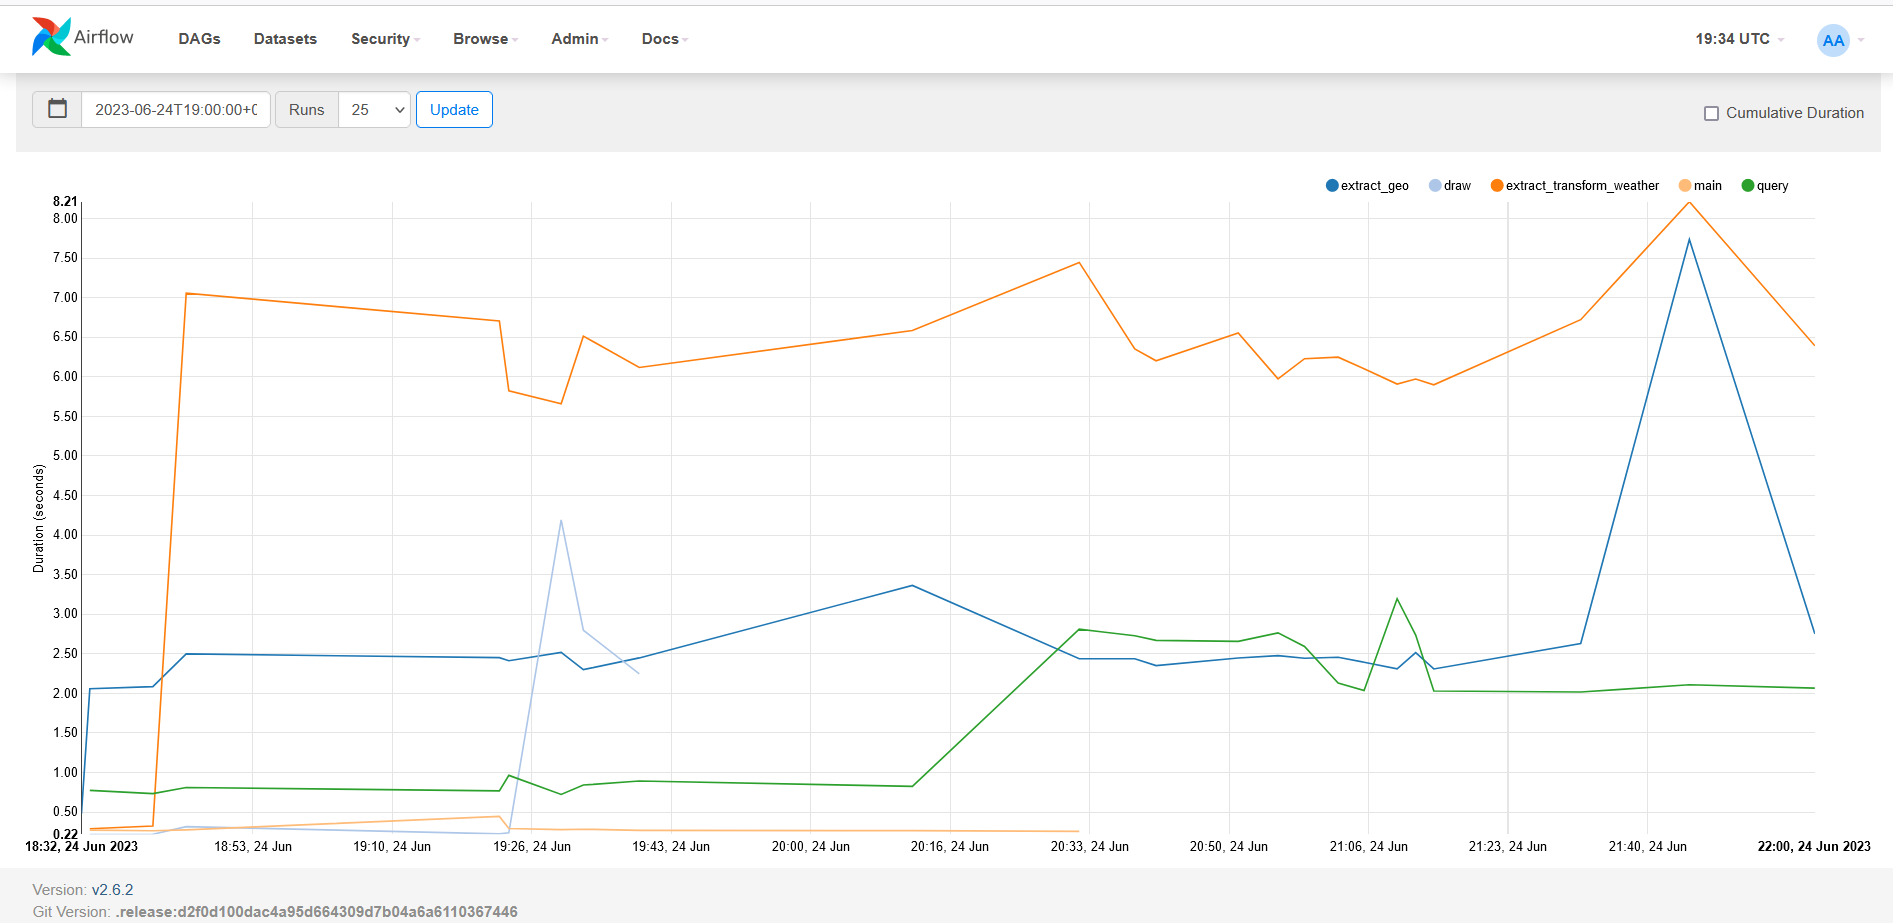 Airflow DAGs Datasets Security Browse Admin Docs 19:34 UTC AA
2023-06-24T19:00:00+0 Runs 25 Update Cumulative Duration
extract_geo draw extract_transform_weather main query
8.21
8.00
7.50
7.00
6.50
6.00
5.50
5.00
4.50
4.00
3.50
3.00
2.50
2.00
1.50
1.00
0.50
0.22
Duration (seconds)
18:32, 24 Jun 2023 18:53, 24 Jun 19:10, 24 Jun 19:26, 24 Jun 19:43, 24 Jun 20:00, 24 Jun 20:16, 24 Jun 20:33, 24 Jun 20:50, 24 Jun 21:06, 24 Jun 21:23, 24 Jun 21:40, 24 Jun 22:00, 24 Jun 2023
Version: v2.6.2
Git Version: .release:d2f0d100dac4a95d664309d7b04a6a6110367446